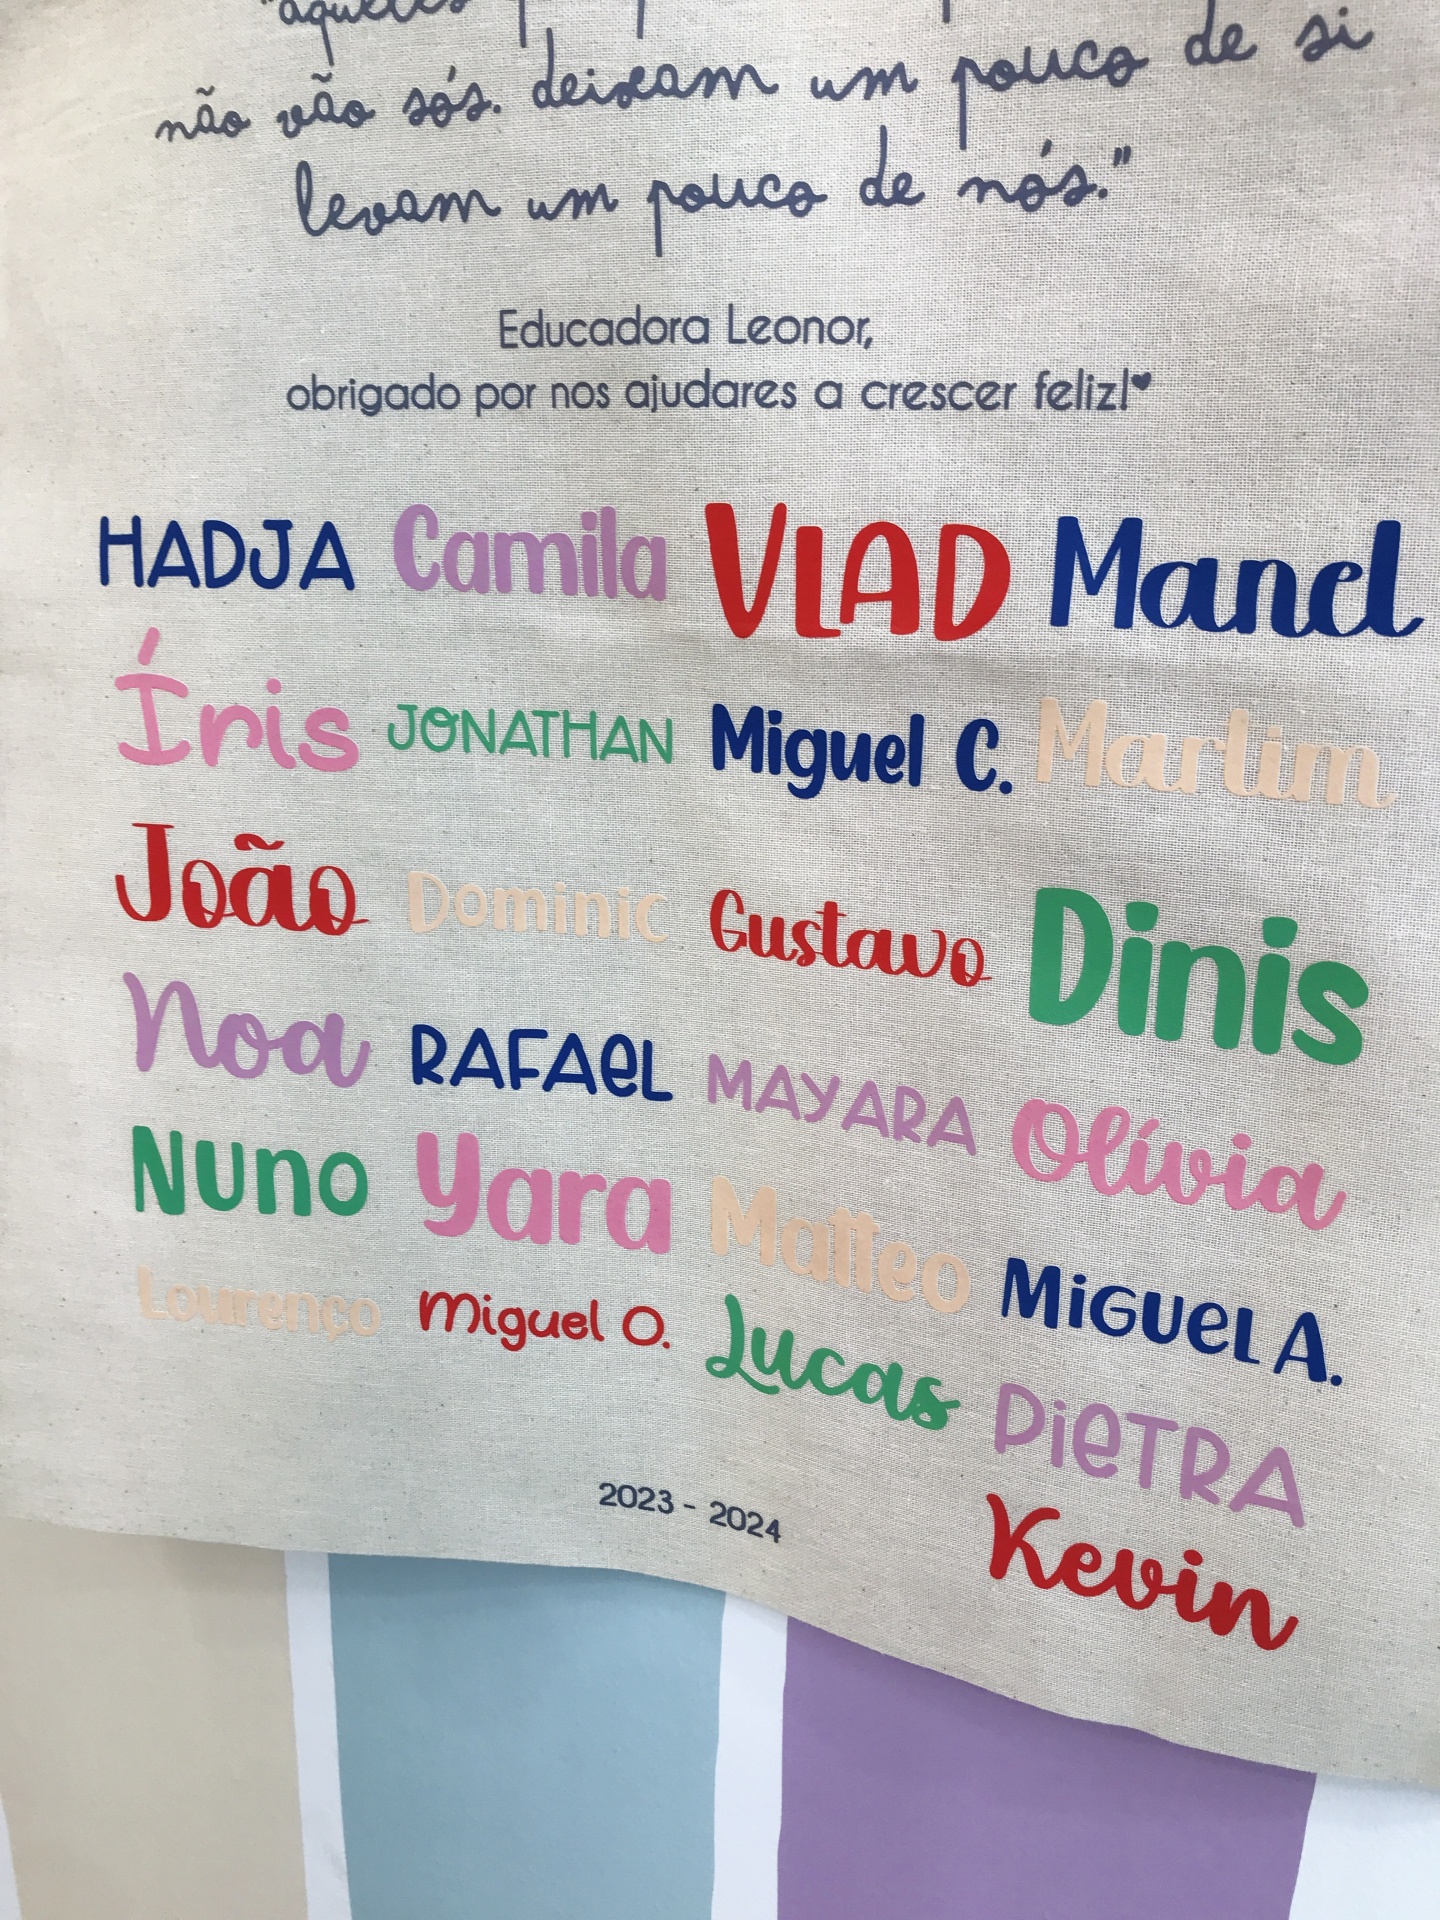 "aqueles
não vão sós. deixam um pouco de si
levam um pouco de nós."
Educadora Leonor,
obrigado por nos ajudares a crescer feliz!♥
HADJA Camila VLAD Mand
Íris JONATHAN Miguel C. Martim
João Dominic Gustavo Dinis
Noa RAFAeL MAYARA Olívia
Nuno Yara Matteo MiGUeL A.
Lourenço Miguel O. Lucas PieTRA
Kevin
2023 - 2024